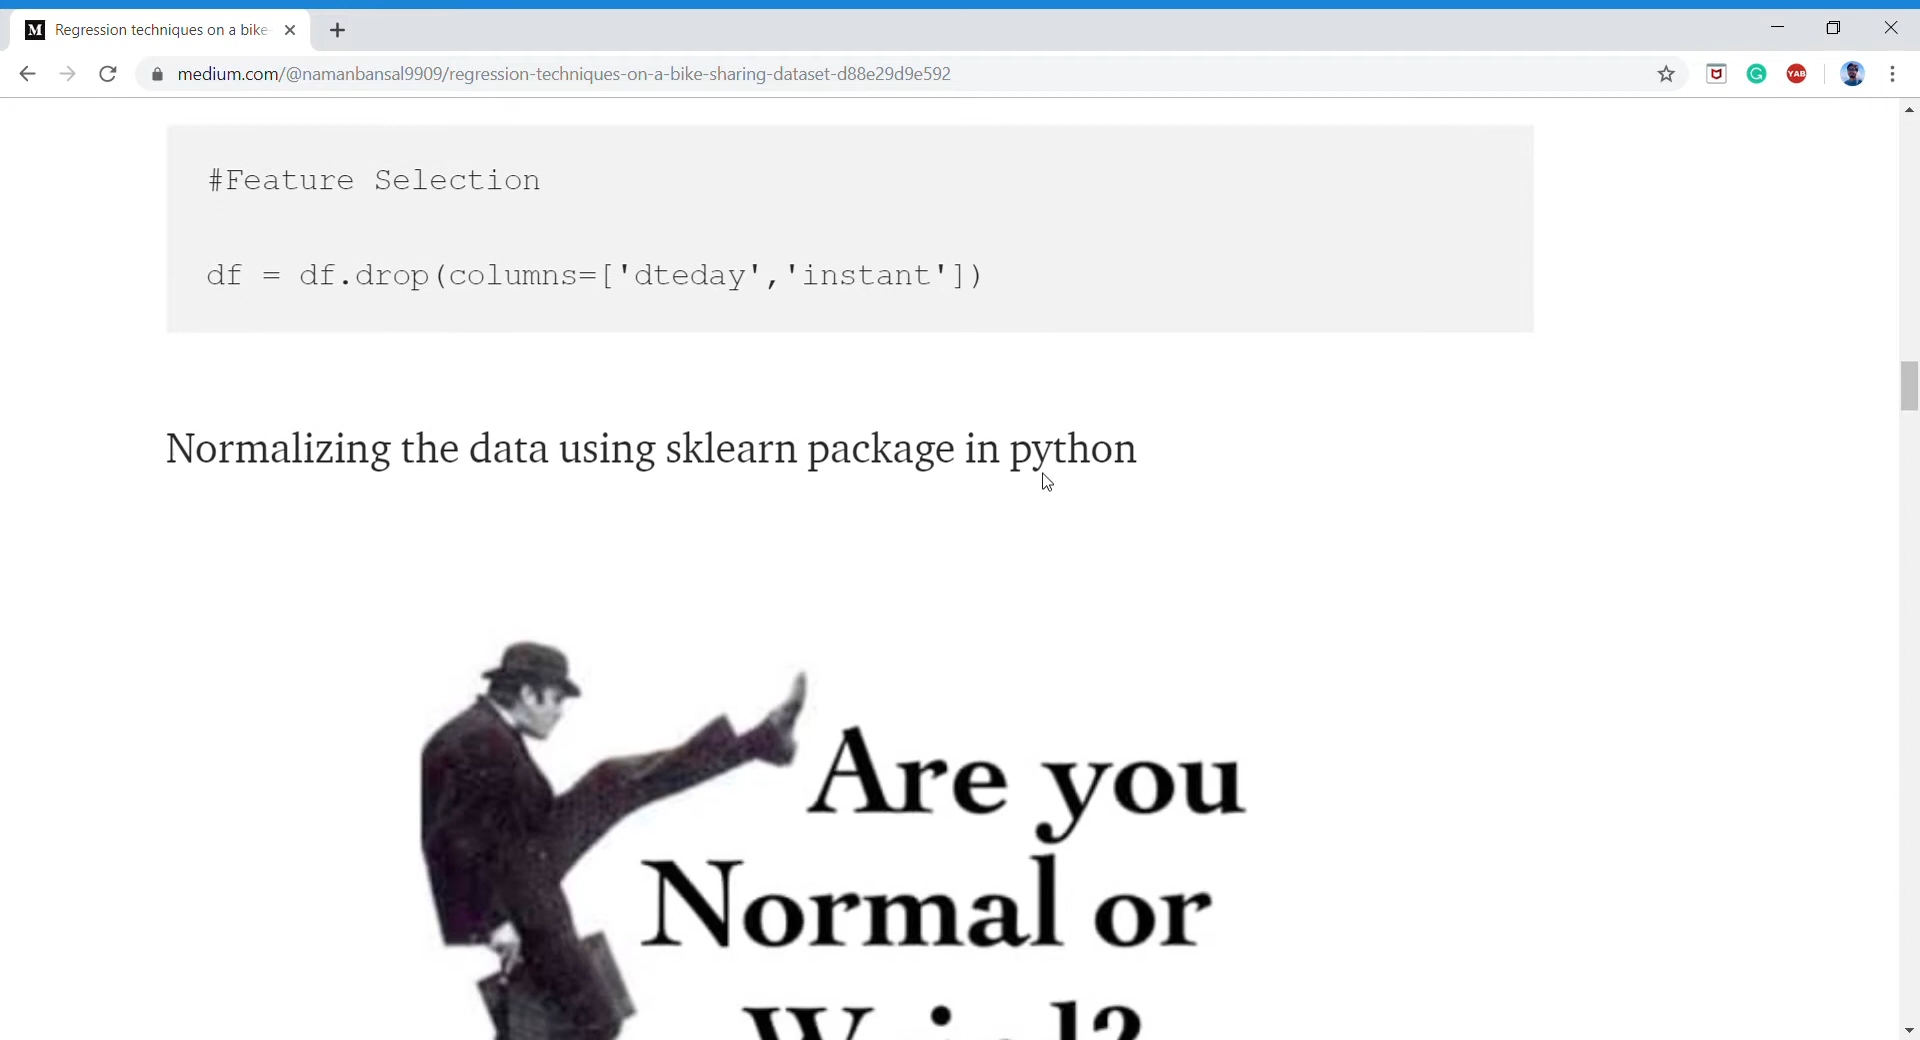 M Regression techniques on a bike
medium.com/@namanbansal9909/regression-techniques-on-a-bike-sharing-dataset-d88e29d9e592
YAB
#Feature Selection
df = df.drop(columns=['dteday','instant'])
Normalizing the data using sklearn package in python
Are you
Normal or